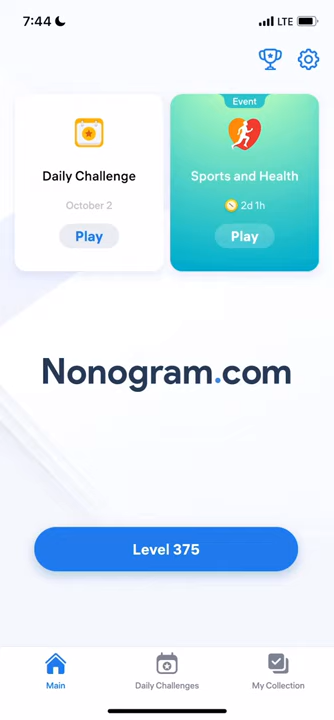 7:44
LTE
Event
Daily Challenge
Sports and Health
October 2
2d 1h
Play
Play
Nonogram.com
Level 375
Main
Daily Challenges
My Collection